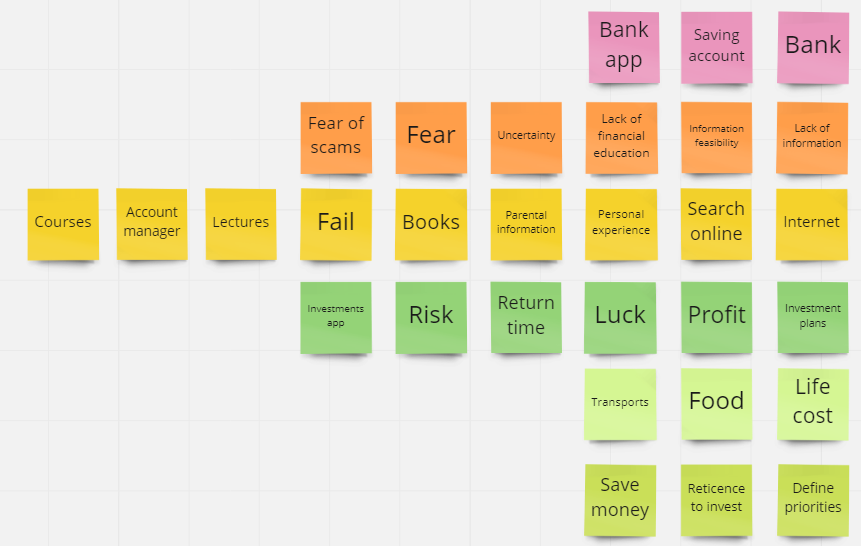 Bank
app
Saving
account
Bank
Fear of
scams
Fear
Uncertainty
Lack of
financial
education
Information
feasibility
Lack of
information
Courses
Account
manager
Lectures
Fail
Books
Parental
information
Personal
experience
Search
online
Internet
Investments
app
Risk
Return
time
Luck
Profit
Investment
plans
Transports
Food
Life
cost
Save
money
Reticence
to invest
Define
priorities